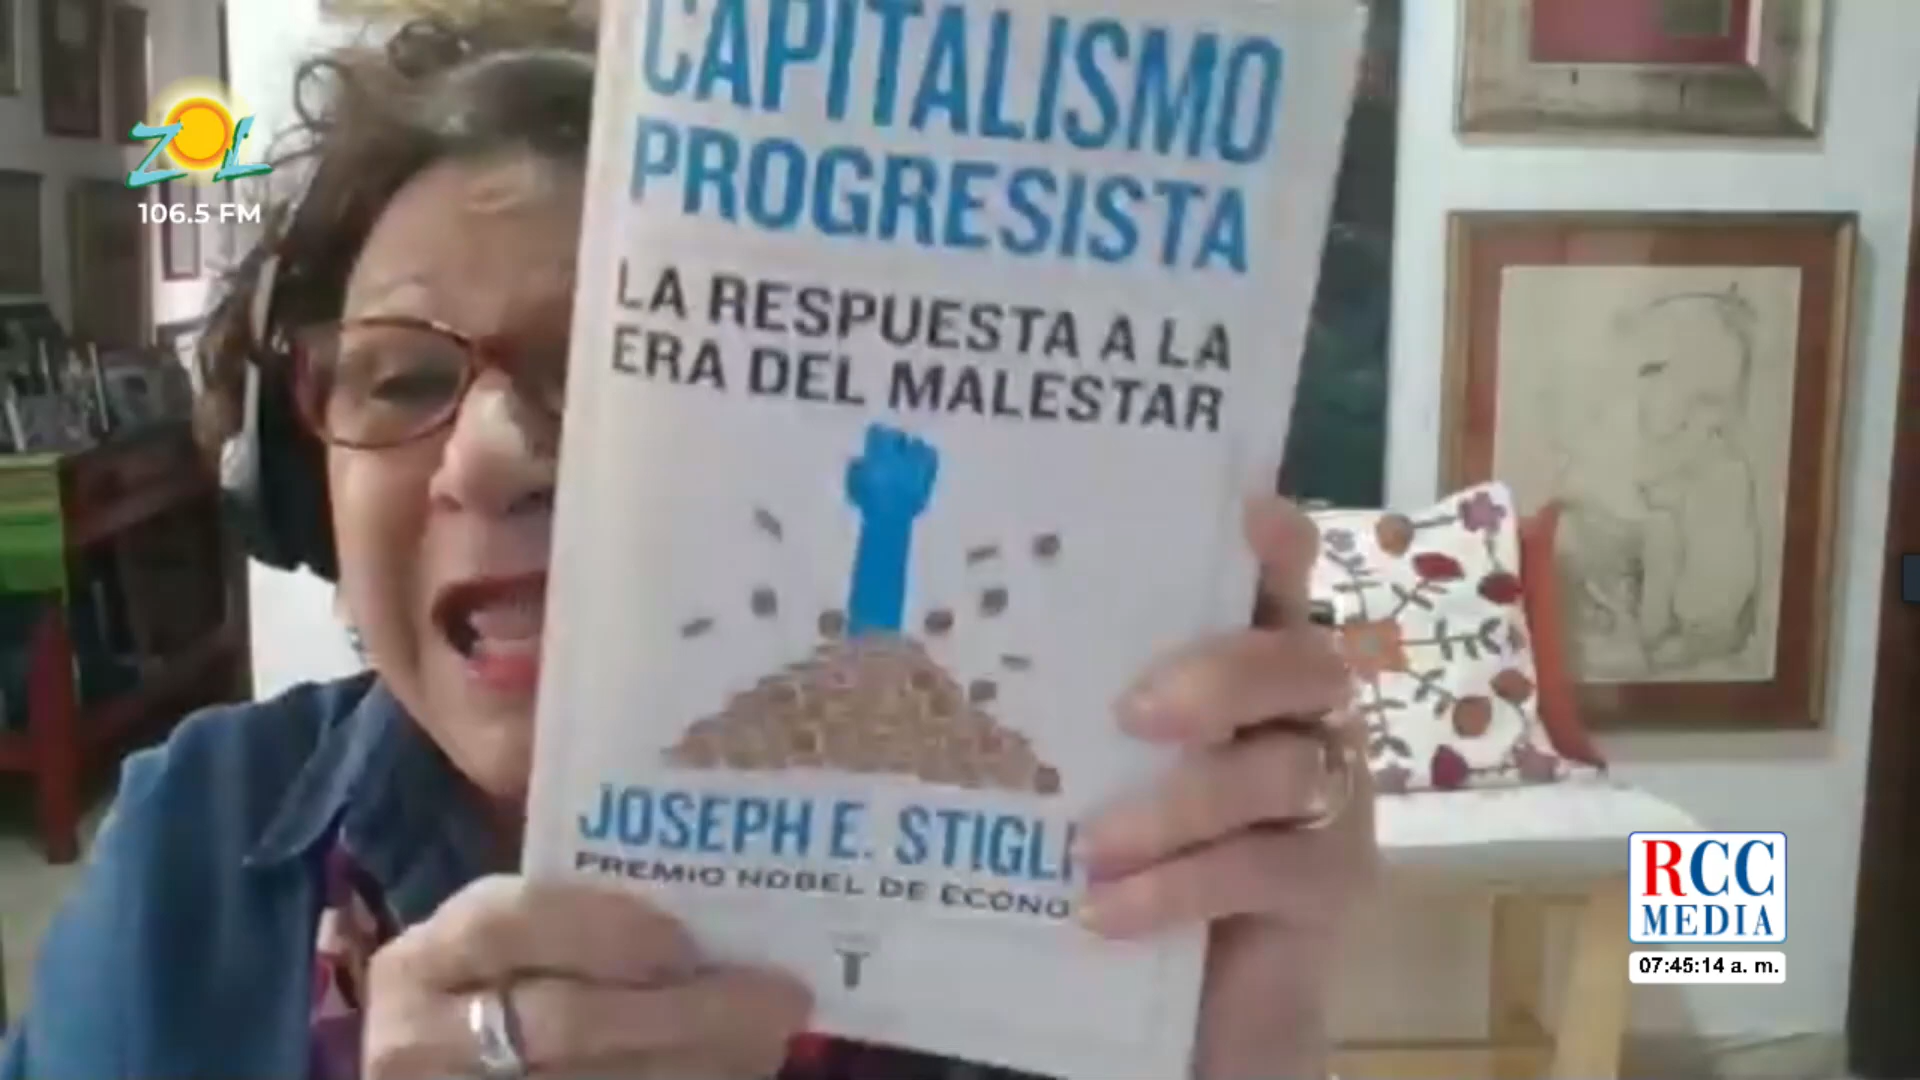 ZOL
106.5 FM
CAPITALISMO
PROGRESISTA
LA RESPUESTA A LA
ERA DEL MALESTAR
JOSEPH E. STIGLI
PREMIO NOBEL DE ECONO
T
RCC
MEDIA
07:45:14 a. m.